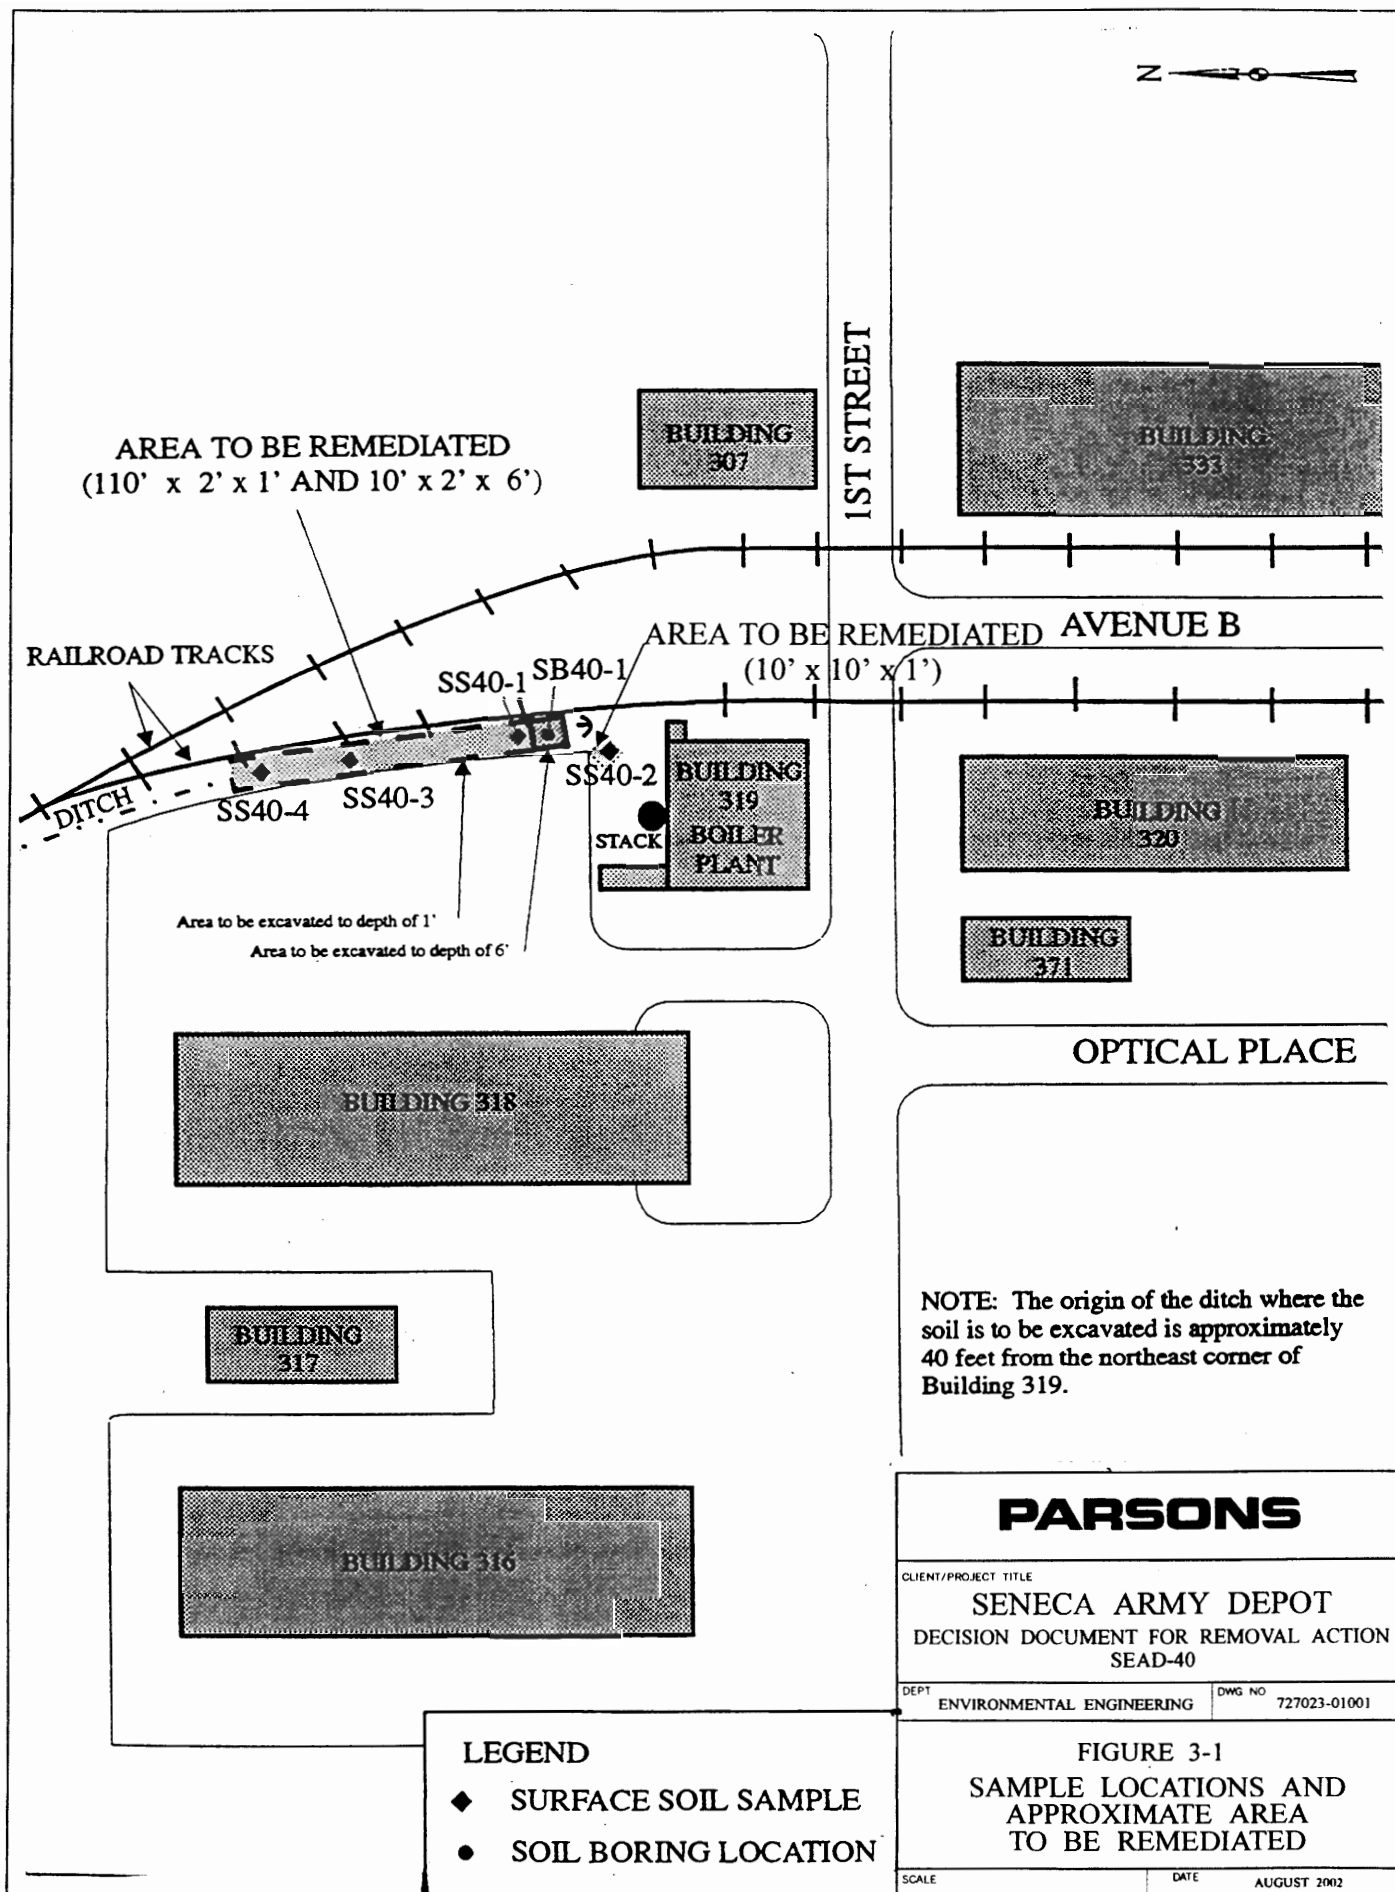 N
1ST STREET
BUILDING
307
BUILDING
333
AREA TO BE REMEDIATED
(110' x 2' x 1' AND 10' x 2' x 6')
RAILROAD TRACKS
AREA TO BE REMEDIATED
(10' x 10' x 1')
AVENUE B
SS40-1
SB40-1
DITCH
SS40-4
SS40-3
SS40-2
STACK
BUILDING
319
BOILER
PLANT
BUILDING
320
Area to be excavated to depth of 1'
Area to be excavated to depth of 6'
BUILDING
371
OPTICAL PLACE
BUILDING 318
BUILDING
317
NOTE: The origin of the ditch where the
soil is to be excavated is approximately
40 feet from the northeast corner of
Building 319.
BUILDING 316
LEGEND
SURFACE SOIL SAMPLE
SOIL BORING LOCATION
PARSONS
CLIENT/PROJECT TITLE
SENECA ARMY DEPOT
DECISION DOCUMENT FOR REMOVAL ACTION
SEAD-40
DEPT
ENVIRONMENTAL ENGINEERING
DWG NO
727023-01001
FIGURE 3-1
SAMPLE LOCATIONS AND
APPROXIMATE AREA
TO BE REMEDIATED
SCALE
DATE
AUGUST 2002